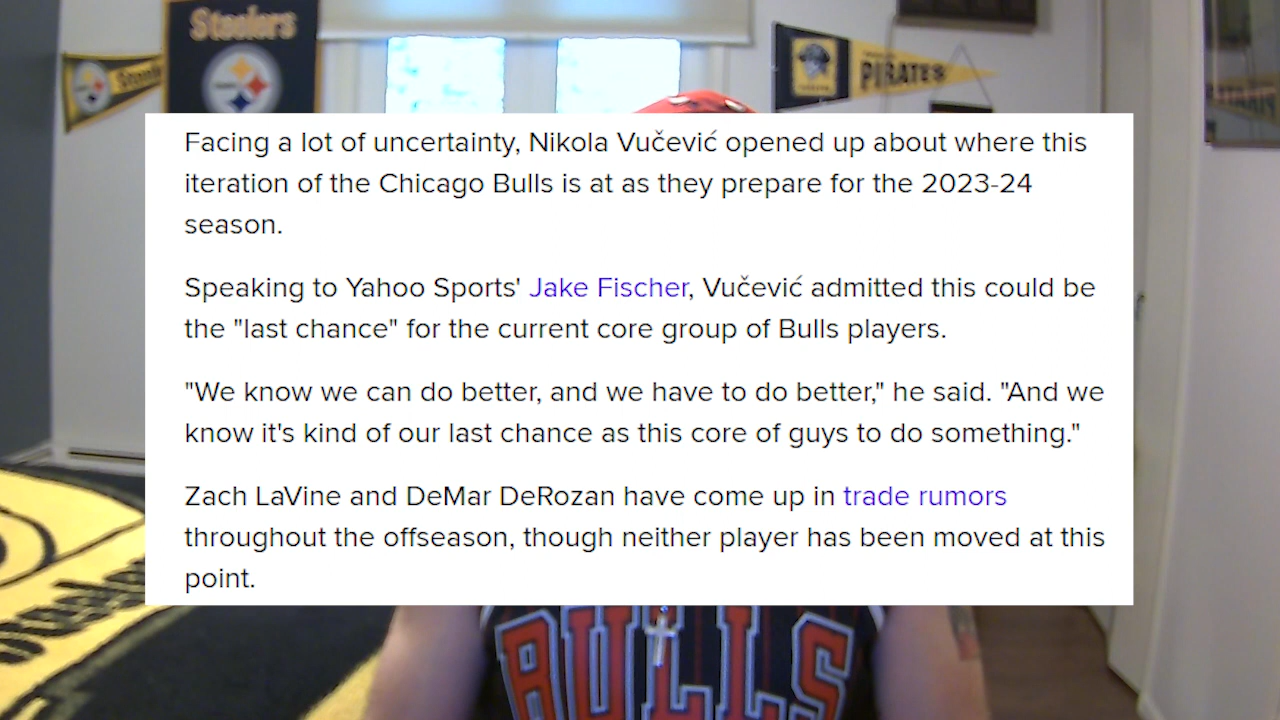 Steelers
Steelers
PIRATES
Facing a lot of uncertainty, Nikola Vučević opened up about where this
iteration of the Chicago Bulls is at as they prepare for the 2023-24
season.
Speaking to Yahoo Sports' Jake Fischer, Vučević admitted this could be
the "last chance" for the current core group of Bulls players.
"We know we can do better, and we have to do better," he said. "And we
know it's kind of our last chance as this core of guys to do something."
Zach LaVine and DeMar DeRozan have come up in trade rumors
throughout the offseason, though neither player has been moved at this
point.
BULLS